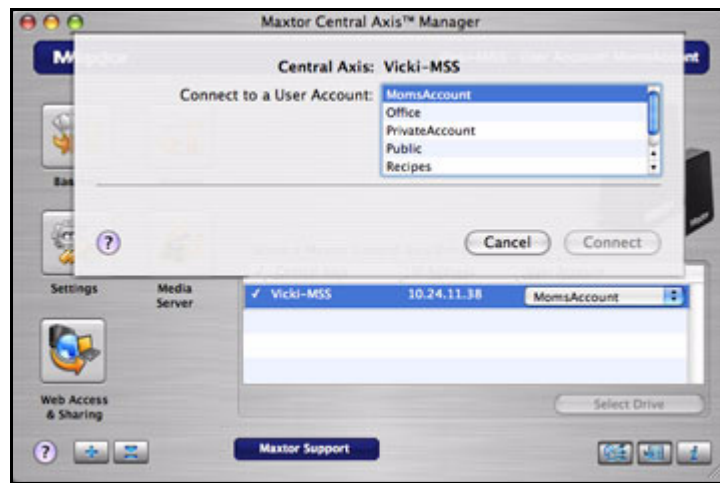 Maxtor Central Axis™ Manager
Central Axis: Vicki-MSS
Connect to a User Account: MomsAccount
Office
PrivateAccount
Public
Recipes
? Cancel Connect
Settings
Media
Server
✓ Vicki-MSS 10.24.11.38 MomsAccount
Web Access
& Sharing
Select Drive
? Maxtor Support i